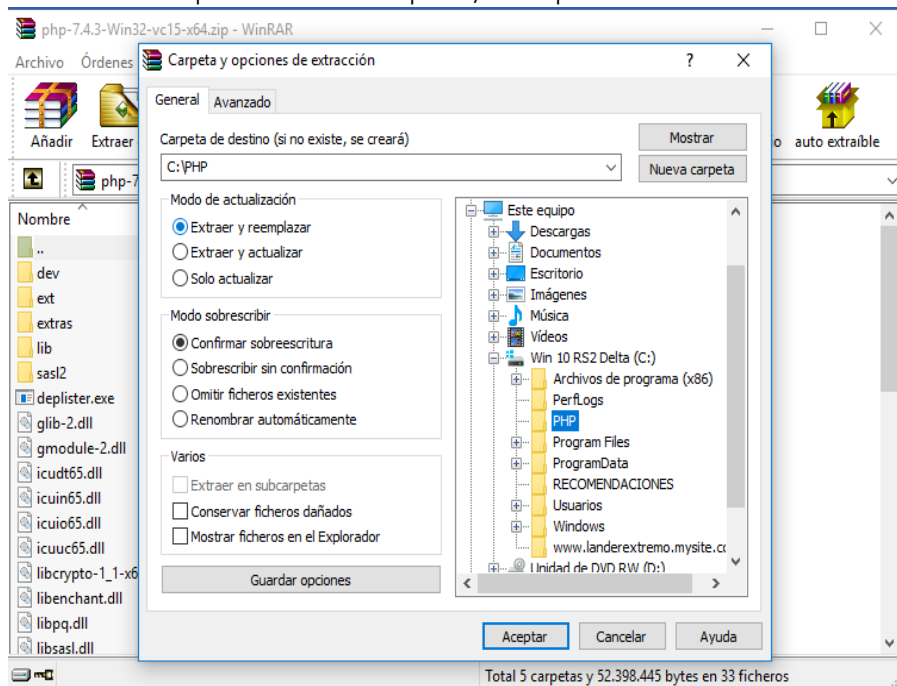 php-7.4.3-Win32-vc15-x64.zip - WinRAR
Archivo Órdenes
Carpeta y opciones de extracción
? X
Añadir Extraer
auto extraíble
General Avanzado
Carpeta de destino (si no existe, se creará)
Mostrar
C:\PHP
Nueva carpeta
php-7
Nombre
..
dev
ext
extras
lib
sasl2
deplister.exe
glib-2.dll
gmodule-2.dll
icudt65.dll
icuin65.dll
icuio65.dll
icuuc65.dll
libcrypto-1_1-x6
libenchant.dll
libpq.dll
libsasl.dll
Modo de actualización
Extraer y reemplazar
Extraer y actualizar
Solo actualizar
Modo sobrescribir
Confirmar sobreescritura
Sobrescribir sin confirmación
Omitir ficheros existentes
Renombrar automáticamente
Varios
Extraer en subcarpetas
Conservar ficheros dañados
Mostrar ficheros en el Explorador
Guardar opciones
Este equipo
Descargas
Documentos
Escritorio
Imágenes
Música
Vídeos
Win 10 RS2 Delta (C:)
Archivos de programa (x86)
PerfLogs
PHP
Program Files
ProgramData
RECOMENDACIONES
Usuarios
Windows
www.landerextremo.mysite.cc
Unidad de DVD RW (D:)
Aceptar Cancelar Ayuda
Total 5 carpetas y 52.398.445 bytes en 33 ficheros